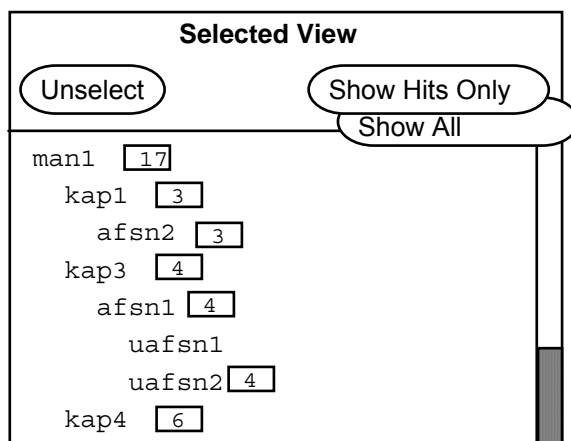 Selected View
Unselect
Show Hits Only
Show All
man1 17
kap1 3
afsn2 3
kap3 4
afsn1 4
uafsn1
uafsn2 4
kap4 6